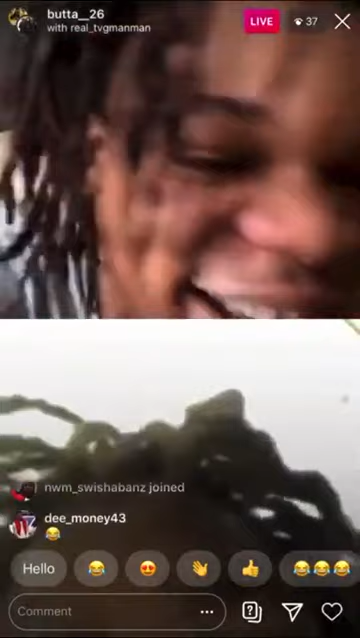 butta__26
with real_tvgmanman
LIVE
37
nwm_swishabanz joined
dee_money43
😂
Hello
😂
😍
👋
👍
😂😂😂
Comment